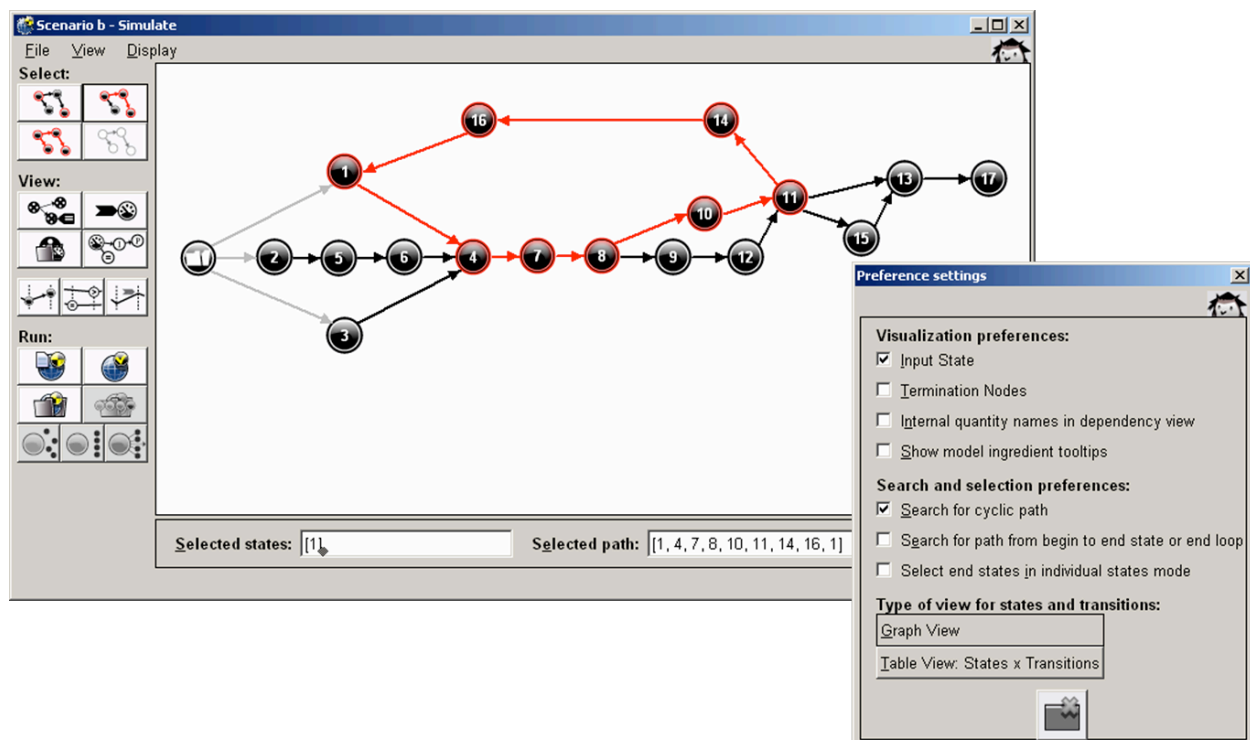 Scenario b - Simulate
File View Display
Select:
View:
Run:
16
14
1
13
17
11
10
15
2
5
6
4
7
8
9
12
3
1
P
Selected states: [1]
Selected path: [1, 4, 7, 8, 10, 11, 14, 16, 1]
Preference settings
Visualization preferences:
Input State
Termination Nodes
Internal quantity names in dependency view
Show model ingredient tooltips
Search and selection preferences:
Search for cyclic path
Search for path from begin to end state or end loop
Select end states in individual states mode
Type of view for states and transitions:
Graph View
Table View: States x Transitions